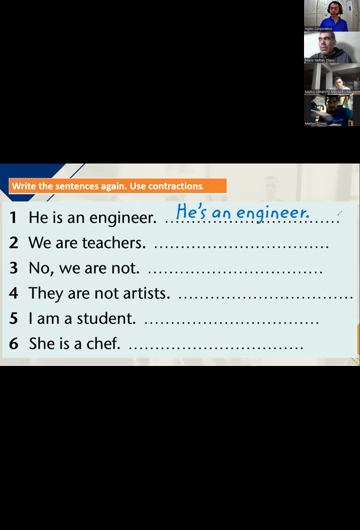 Write the sentences again. Use contractions.
1 He is an engineer. He's an engineer.
2 We are teachers. ..............................
3 No, we are not. ..............................
4 They are not artists. ..............................
5 I am a student. ..............................
6 She is a chef. ..............................